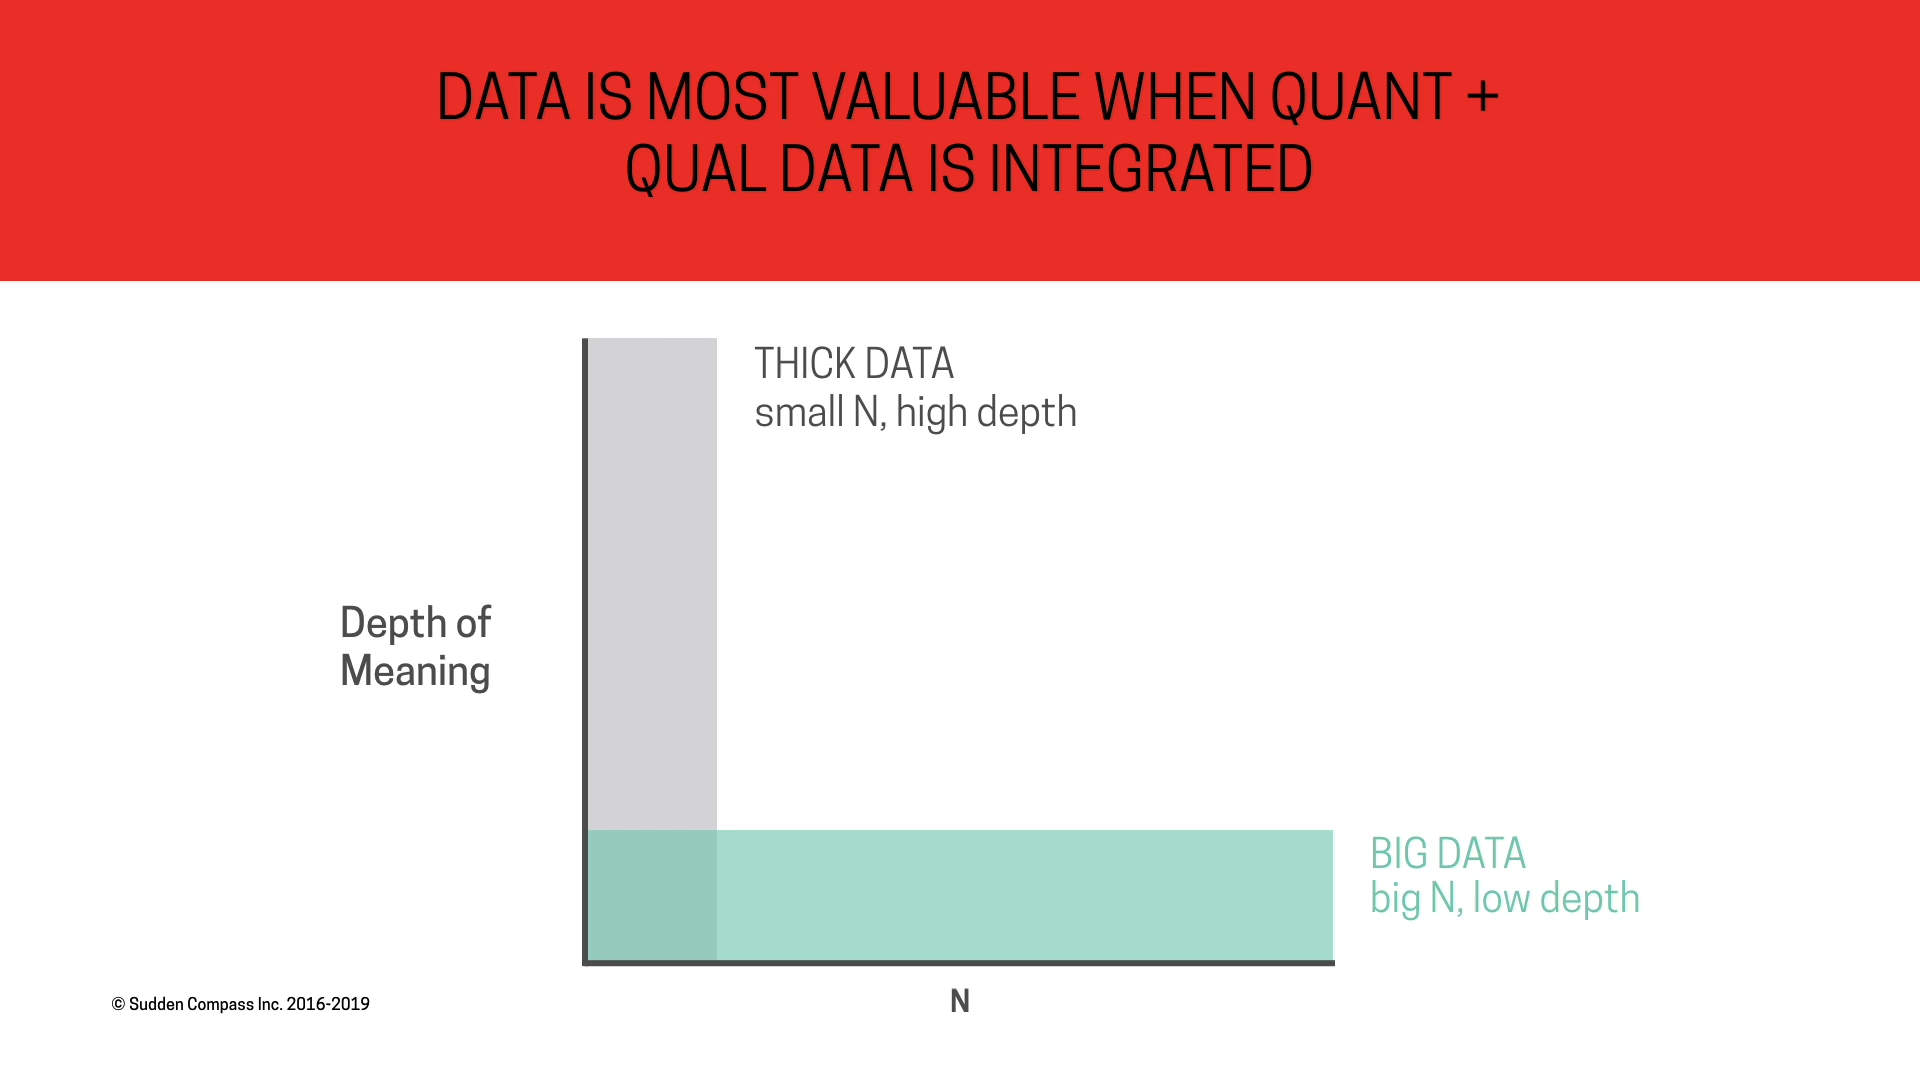 DATA IS MOST VALUABLE WHEN QUANT +
QUAL DATA IS INTEGRATED
THICK DATA
small N, high depth
Depth of
Meaning
BIG DATA
big N, low depth
N
© Sudden Compass Inc. 2016-2019